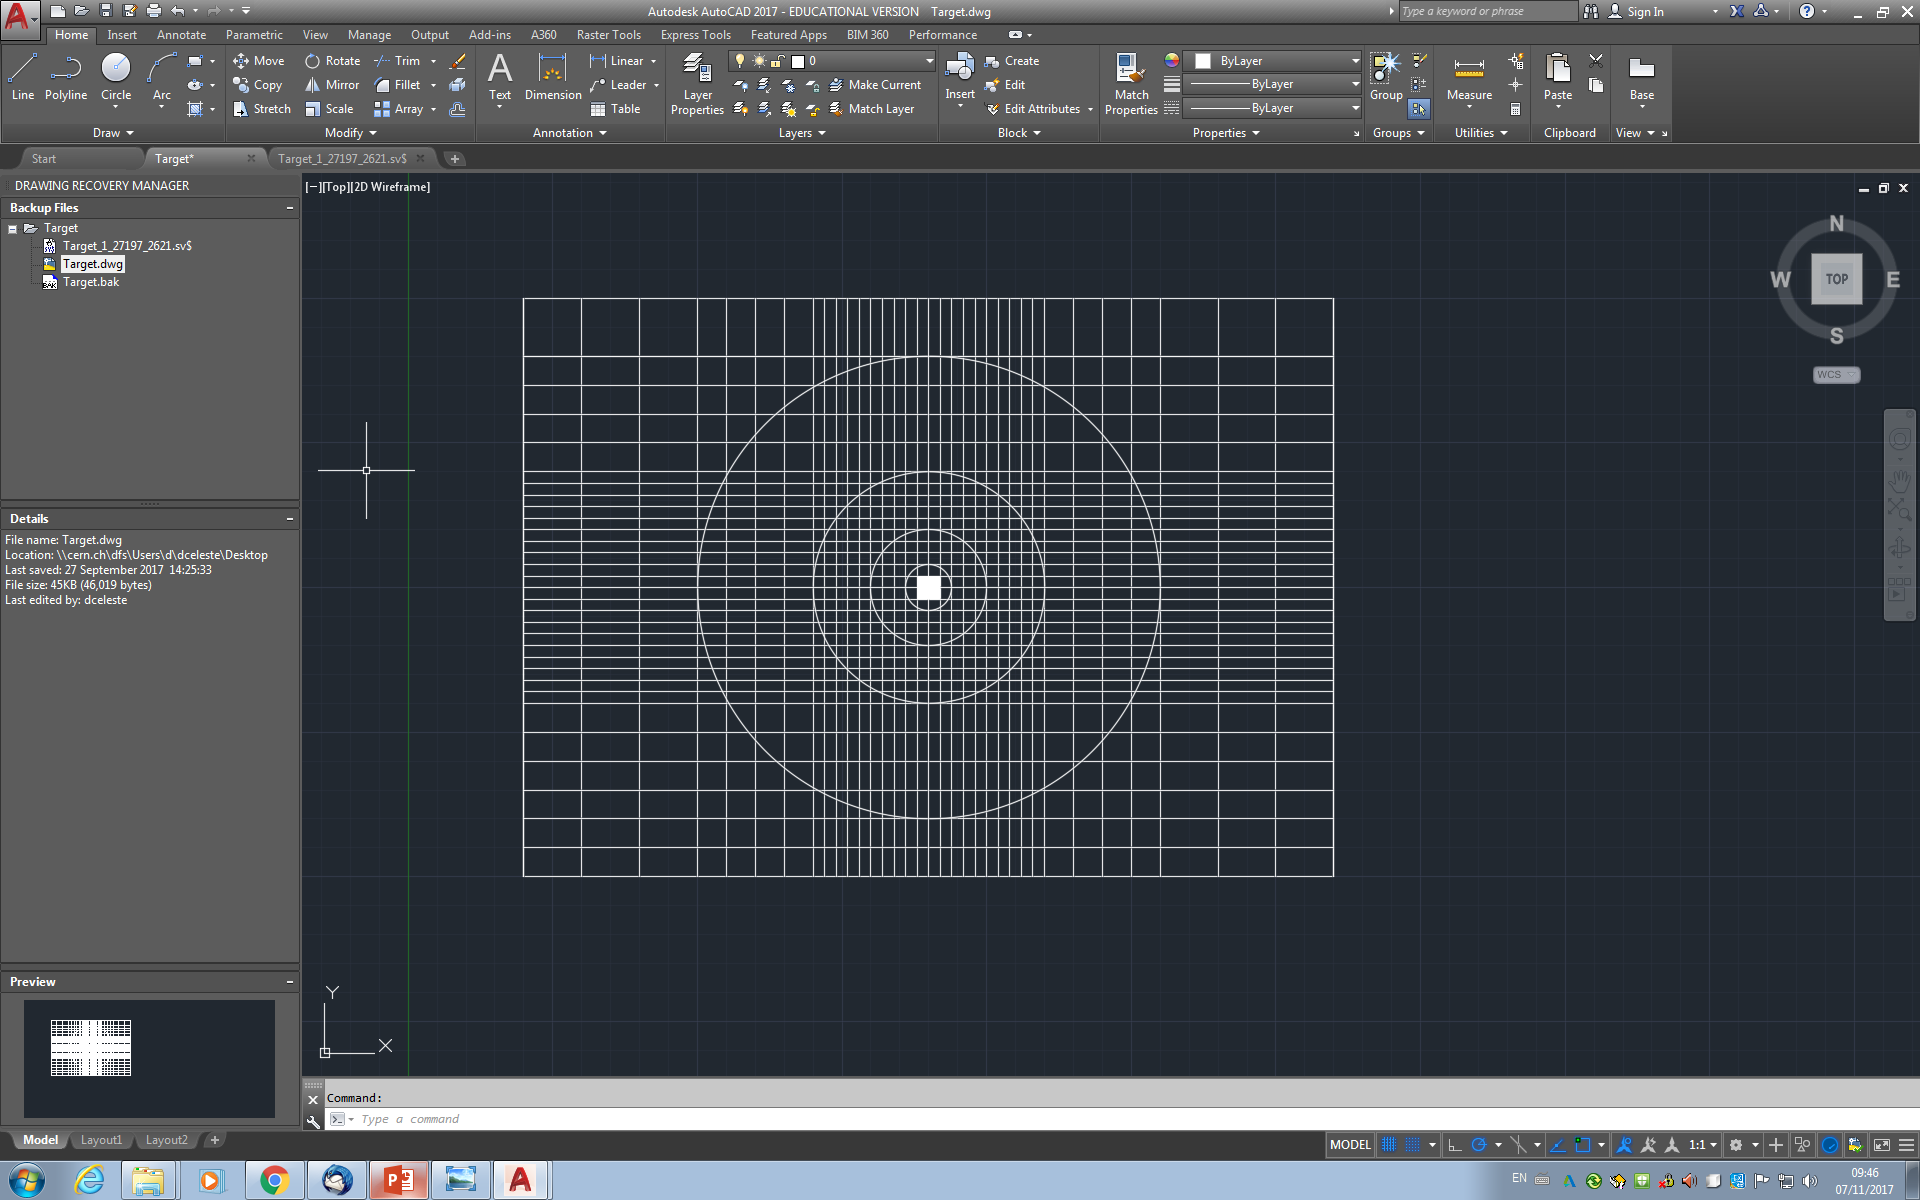 Autodesk AutoCAD 2017 - EDUCATIONAL VERSION Target.dwg
Type a keyword or phrase
Sign In
Home Insert Annotate Parametric View Manage Output Add-ins A360 Raster Tools Express Tools Featured Apps BIM 360 Performance
Line Polyline Circle Arc
Move Rotate Trim
Copy Mirror Fillet
Stretch Scale Array
Text Dimension
Linear
Leader
Table
Layer Properties
0
Make Current
Match Layer
Insert
Create
Edit
Edit Attributes
Match Properties
ByLayer
ByLayer
ByLayer
Group
Measure
Paste
Base
Draw Modify Annotation Layers Block Properties Groups Utilities Clipboard View
Start Target* Target_1_27197_2621.sv$
DRAWING RECOVERY MANAGER
[−][Top][2D Wireframe]
Backup Files
Target
Target_1_27197_2621.sv$
Target.dwg
Target.bak
N
W TOP E
S
WCS
Details
File name: Target.dwg
Location: \\cern.ch\dfs\Users\d\dceleste\Desktop
Last saved: 27 September 2017 14:25:33
File size: 45KB (46,019 bytes)
Last edited by: dceleste
Preview
Y
X
Command:
Type a command
Model Layout1 Layout2
MODEL
1:1
EN
09:46
07/11/2017